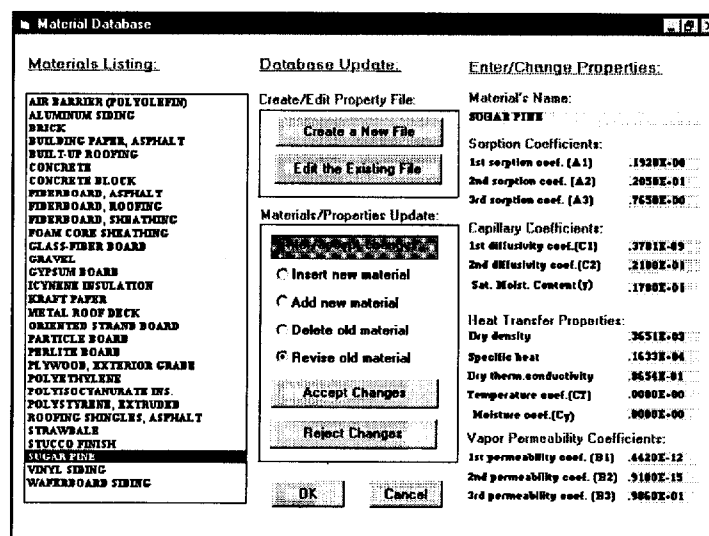 Material Database
Materials Listing:
AIR BARRIER (POLYOLEFIN)
ALUMINUM SIDING
BRICK
BUILDING PAPER, ASPHALT
BUILT-UP ROOFING
CONCRETE
CONCRETE BLOCK
FIBERBOARD, ASPHALT
FIBERBOARD, ROOFING
FIBERBOARD, SHEATHING
FOAM CORE SHEATHING
GLASS-FIBER BOARD
GRAVEL
GYPSUM BOARD
ICYNENE INSULATION
KRAFT PAPER
METAL ROOF DECK
ORIENTED STRAND BOARD
PARTICLE BOARD
PERLITE BOARD
PLYWOOD, EXTERIOR GRADE
POLYETHYLENE
POLYISOCYANURATE INS.
POLYSTYRENE, EXTRUDED
ROOFING SHINGLES, ASPHALT
STRAWBALE
STUCCO FINISH
SUGAR PINE
VINYL SIDING
WAFERBOARD SIDING
Database Update:
Create/Edit Property File:
Create a New File
Edit the Existing File
Materials/Properties Update:
Insert new material
Add new material
Delete old material
Revise old material
Accept Changes
Reject Changes
OK
Cancel
Enter/Change Properties:
Material's Name:
SUGAR PINE
Sorption Coefficients:
1st sorption coef. (A1) .1920E+00
2nd sorption coef. (A2) .2050E+01
3rd sorption coef. (A3) .7650E+00
Capillary Coefficients:
1st diffusivity coef.(C1) .3781E-09
2nd diffusivity coef.(C2) .2100E+01
Sat. Moist. Content(γ) .1780E+01
Heat Transfer Properties:
Dry density .3651E+03
Specific heat .1633E+04
Dry therm.conductivity .8654E-01
Temperature coef.(CT) .0000E+00
Moisture coef.(Cγ) .0000E+00
Vapor Permeability Coefficients:
1st permeability coef. (B1) .4420E-12
2nd permeability coef. (B2) .9180E-15
3rd permeability coef. (B3) .9860E+01